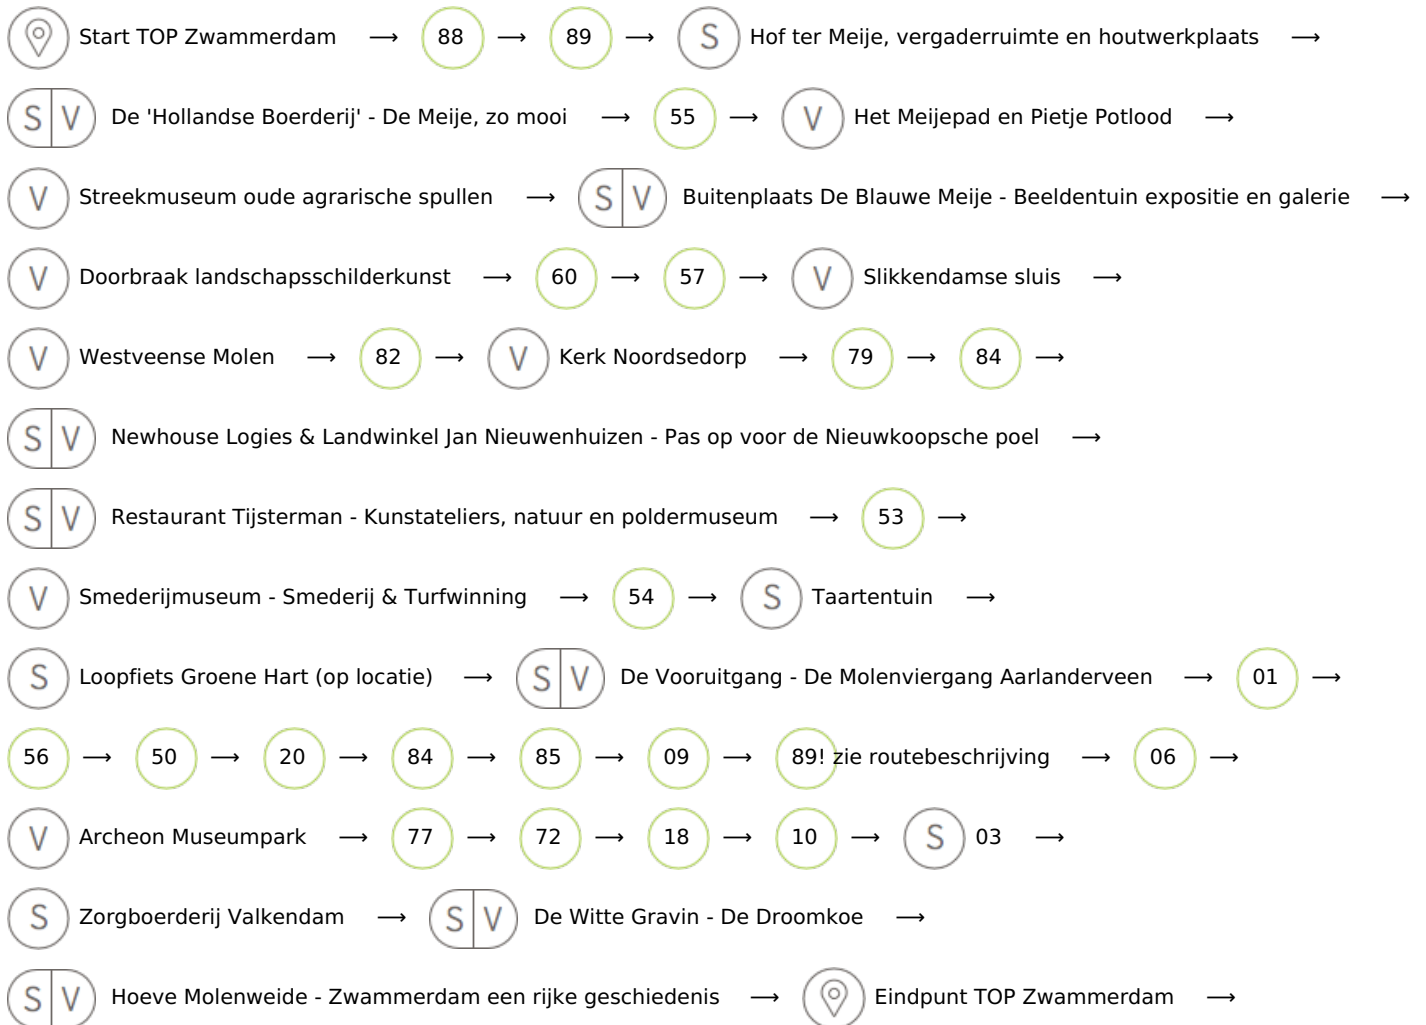 Start TOP Zwammerdam → 88 → 89 → S Hof ter Meije, vergaderruimte en houtwerkplaats →
S V De 'Hollandse Boerderij' - De Meije, zo mooi → 55 → V Het Meijepad en Pietje Potlood →
V Streekmuseum oude agrarische spullen → S V Buitenplaats De Blauwe Meije - Beeldentuin expositie en galerie →
V Doorbraak landschapsschilderkunst → 60 → 57 → V Slikkendamse sluis →
V Westveense Molen → 82 → V Kerk Noordsedorp → 79 → 84 →
S V Newhouse Logies & Landwinkel Jan Nieuwenhuizen - Pas op voor de Nieuwkoopsche poel →
S V Restaurant Tijsterman - Kunstateliers, natuur en poldermuseum → 53 →
V Smederijmuseum - Smederij & Turfwinning → 54 → S Taartentuin →
S Loopfiets Groene Hart (op locatie) → S V De Vooruitgang - De Molenviergang Aarlanderveen → 01 →
56 → 50 → 20 → 84 → 85 → 09 → 89! zie routebeschrijving → 06 →
V Archeon Museumpark → 77 → 72 → 18 → 10 → S 03 →
S Zorgboerderij Valkendam → S V De Witte Gravin - De Droomkoe →
S V Hoeve Molenweide - Zwammerdam een rijke geschiedenis → Eindpunt TOP Zwammerdam →